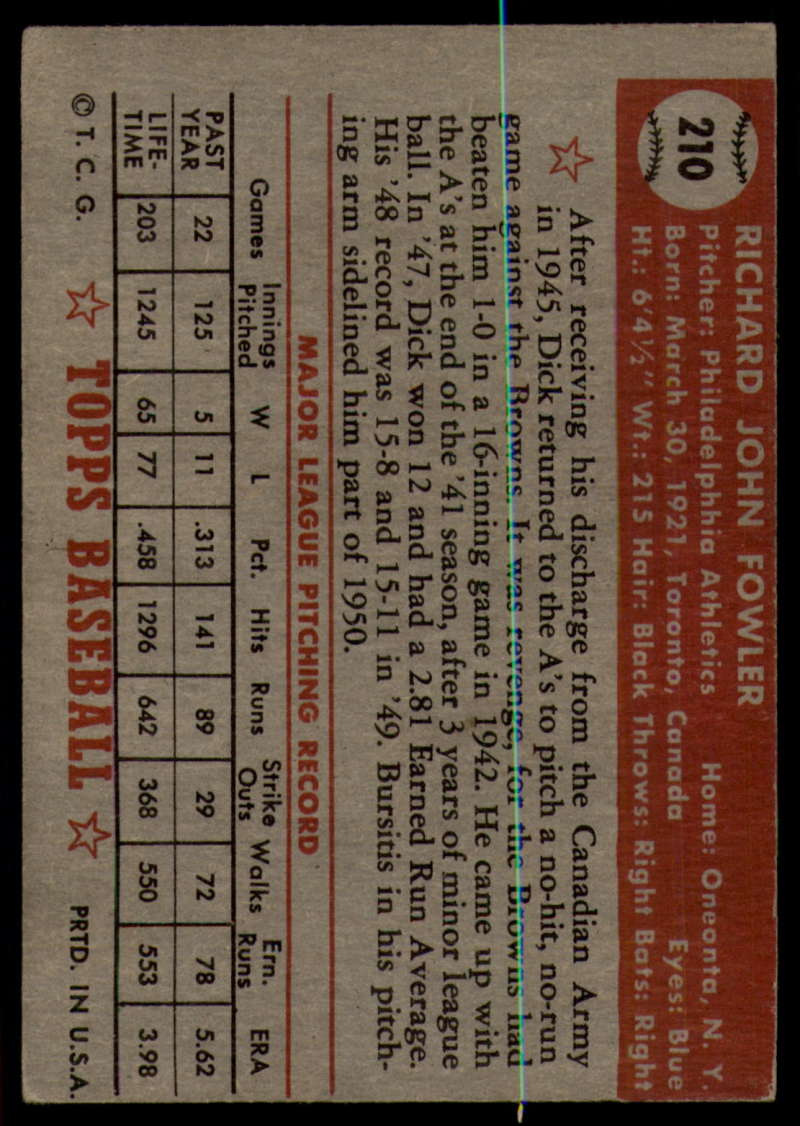 210
RICHARD JOHN FOWLER
Pitcher: Philadelphhia Athletics Home: Oneonta, N. Y.
Born: March 30, 1921, Toronto, Canada Eyes: Blue
Ht.: 6'4½" Wt.: 215 Hair: Black Throws: Right Bats: Right
After receiving his discharge from the Canadian Army
in 1945, Dick returned to the A's to pitch a no-hit, no-run
game against the Browns. It was revenge, for the Browns had
beaten him 1-0 in a 16-inning game in 1942. He came up with
the A's at the end of the '41 season, after 3 years of minor league
ball. In '47, Dick won 12 and had a 2.81 Earned Run Average.
His '48 record was 15-8 and 15-11 in '49. Bursitis in his pitch-
ing arm sidelined him part of 1950.
MAJOR LEAGUE PITCHING RECORD
Games Innings Pitched W L Pct. Hits Runs Strike Outs Walks Ern. Runs ERA
PAST YEAR 22 125 5 11 .313 141 89 29 72 78 5.62
LIFE-TIME 203 1245 65 77 .458 1296 642 368 550 553 3.98
© T. C. G. TOPPS BASEBALL PRTD. IN U.S.A.